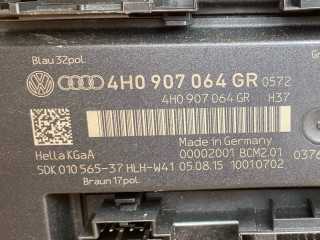 Blau 32pol.
4H0 907 064 GR 0572
4H0 907 064 GR H37
Made in Germany
Hella KGaA 00002001 BCM2.01 0376
5DK 010 565-37 HLH-W41 05.08.15 10010702
Braun 17pol.